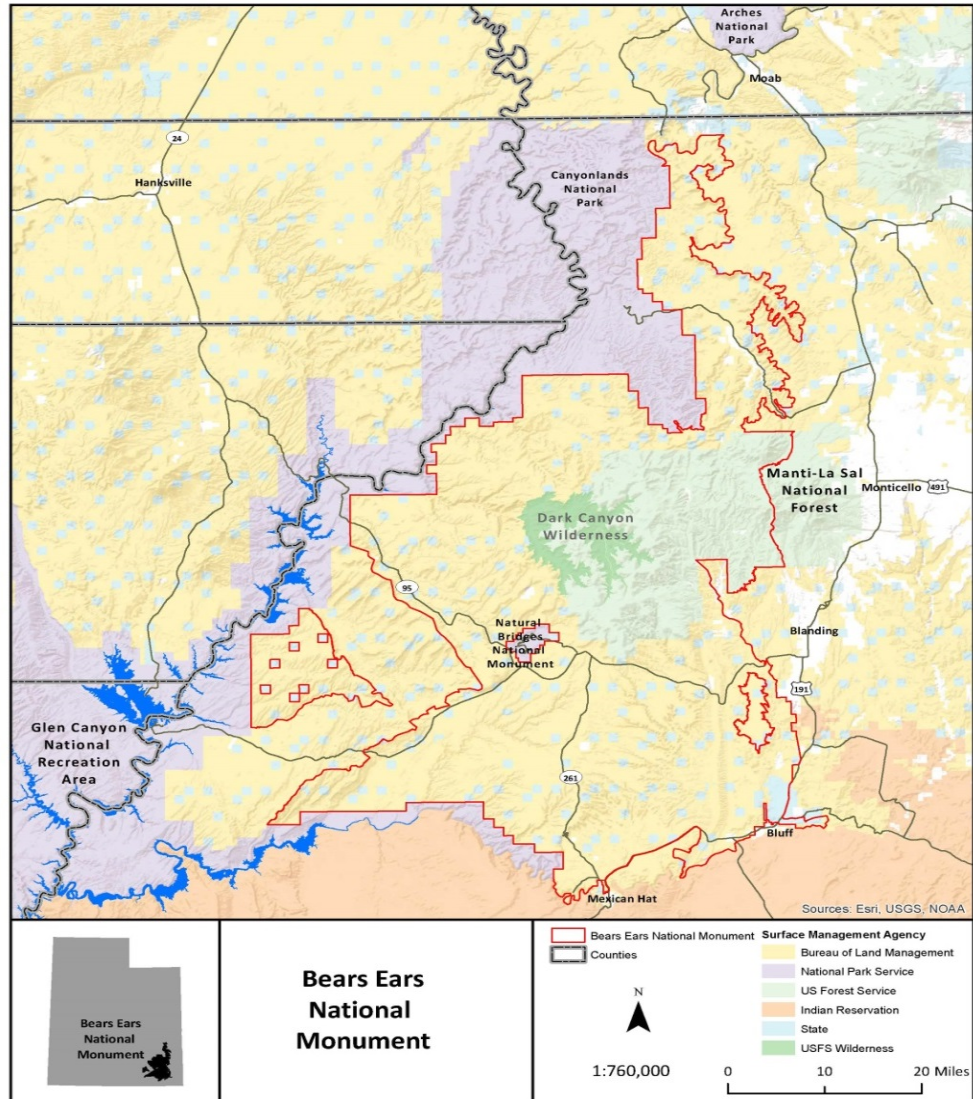 Arches
National
Park
Moab
24
Hanksville
Canyonlands
National
Park
Manti-La Sal
National
Forest
Monticello
491
Dark Canyon
Wilderness
95
Natural
Bridges
National
Monument
Blanding
191
Glen Canyon
National
Recreation
Area
261
Bluff
Mexican Hat
Sources: Esri, USGS, NOAA
Bears Ears
National
Monument
Bears Ears
National
Monument
Bears Ears National Monument
Counties
N
1:760,000
Surface Management Agency
Bureau of Land Management
National Park Service
US Forest Service
Indian Reservation
State
USFS Wilderness
0 10 20 Miles